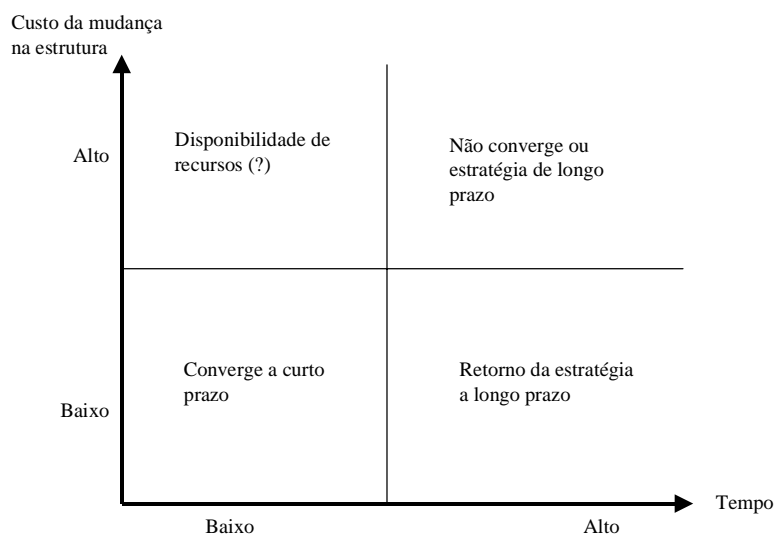 Custo da mudança
na estrutura
Alto
Disponibilidade de
recursos (?)
Não converge ou
estratégia de longo
prazo
Baixo
Converge a curto
prazo
Retorno da estratégia
a longo prazo
Tempo
Baixo
Alto